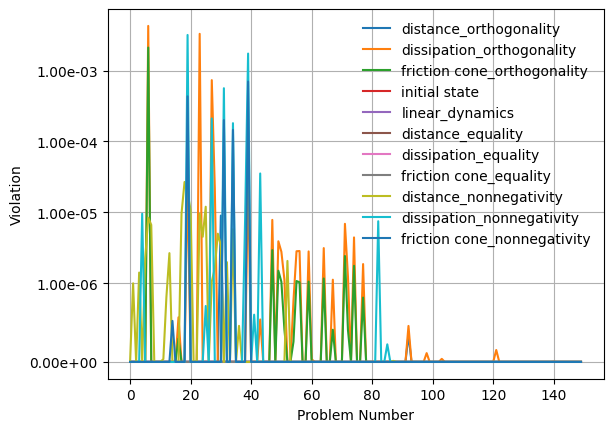 distance_orthogonality
dissipation_orthogonality
friction cone_orthogonality
initial state
linear_dynamics
distance_equality
dissipation_equality
friction cone_equality
distance_nonnegativity
dissipation_nonnegativity
friction cone_nonnegativity
1.00e-03
1.00e-04
1.00e-05
1.00e-06
0.00e+00
Violation
0 20 40 60 80 100 120 140
Problem Number